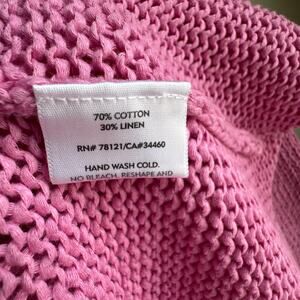 70% COTTON
30% LINEN
RN# 78121/CA#34460
HAND WASH COLD.
NO BLEACH. RESHAPE AND